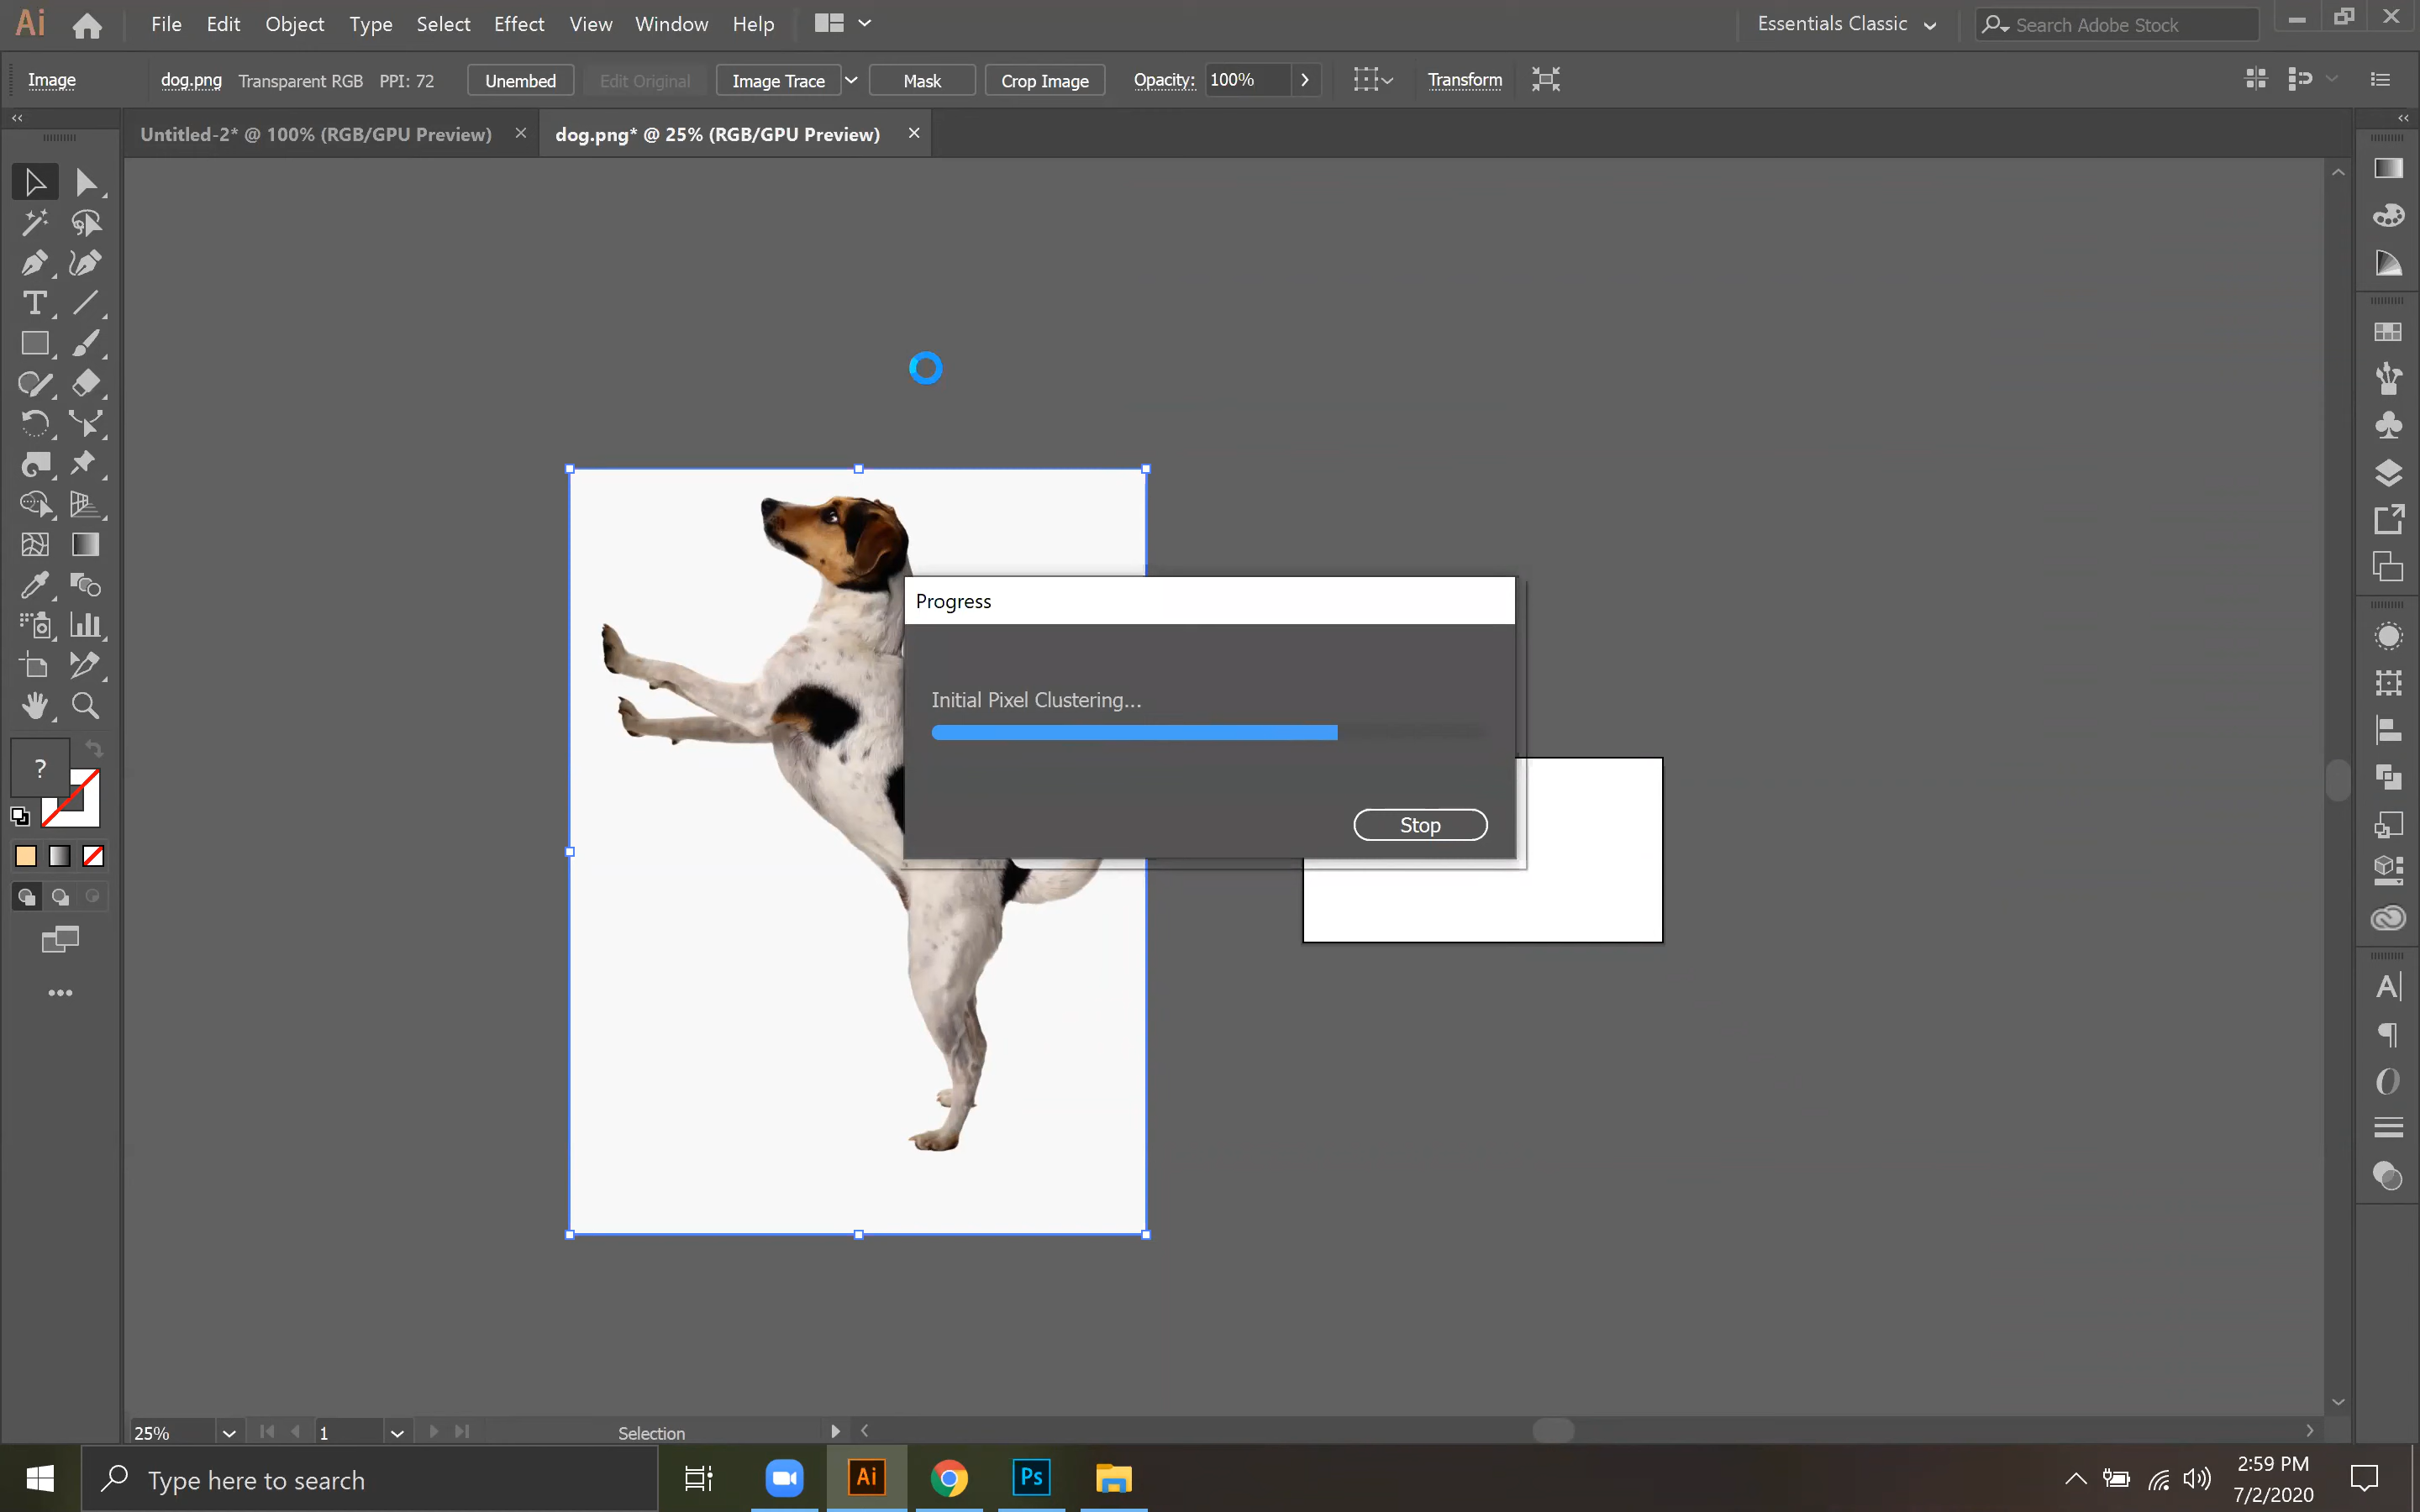 Ai File Edit Object Type Select Effect View Window Help Essentials Classic Search Adobe Stock
Image dog.png Transparent RGB PPI: 72 Unembed Edit Original Image Trace Mask Crop Image Opacity: 100% Transform
Untitled-2* @ 100% (RGB/GPU Preview) dog.png* @ 25% (RGB/GPU Preview)
Progress
Initial Pixel Clustering...
?
Stop
25% 1 Selection
Type here to search Ai Ps 2:59 PM
7/2/2020